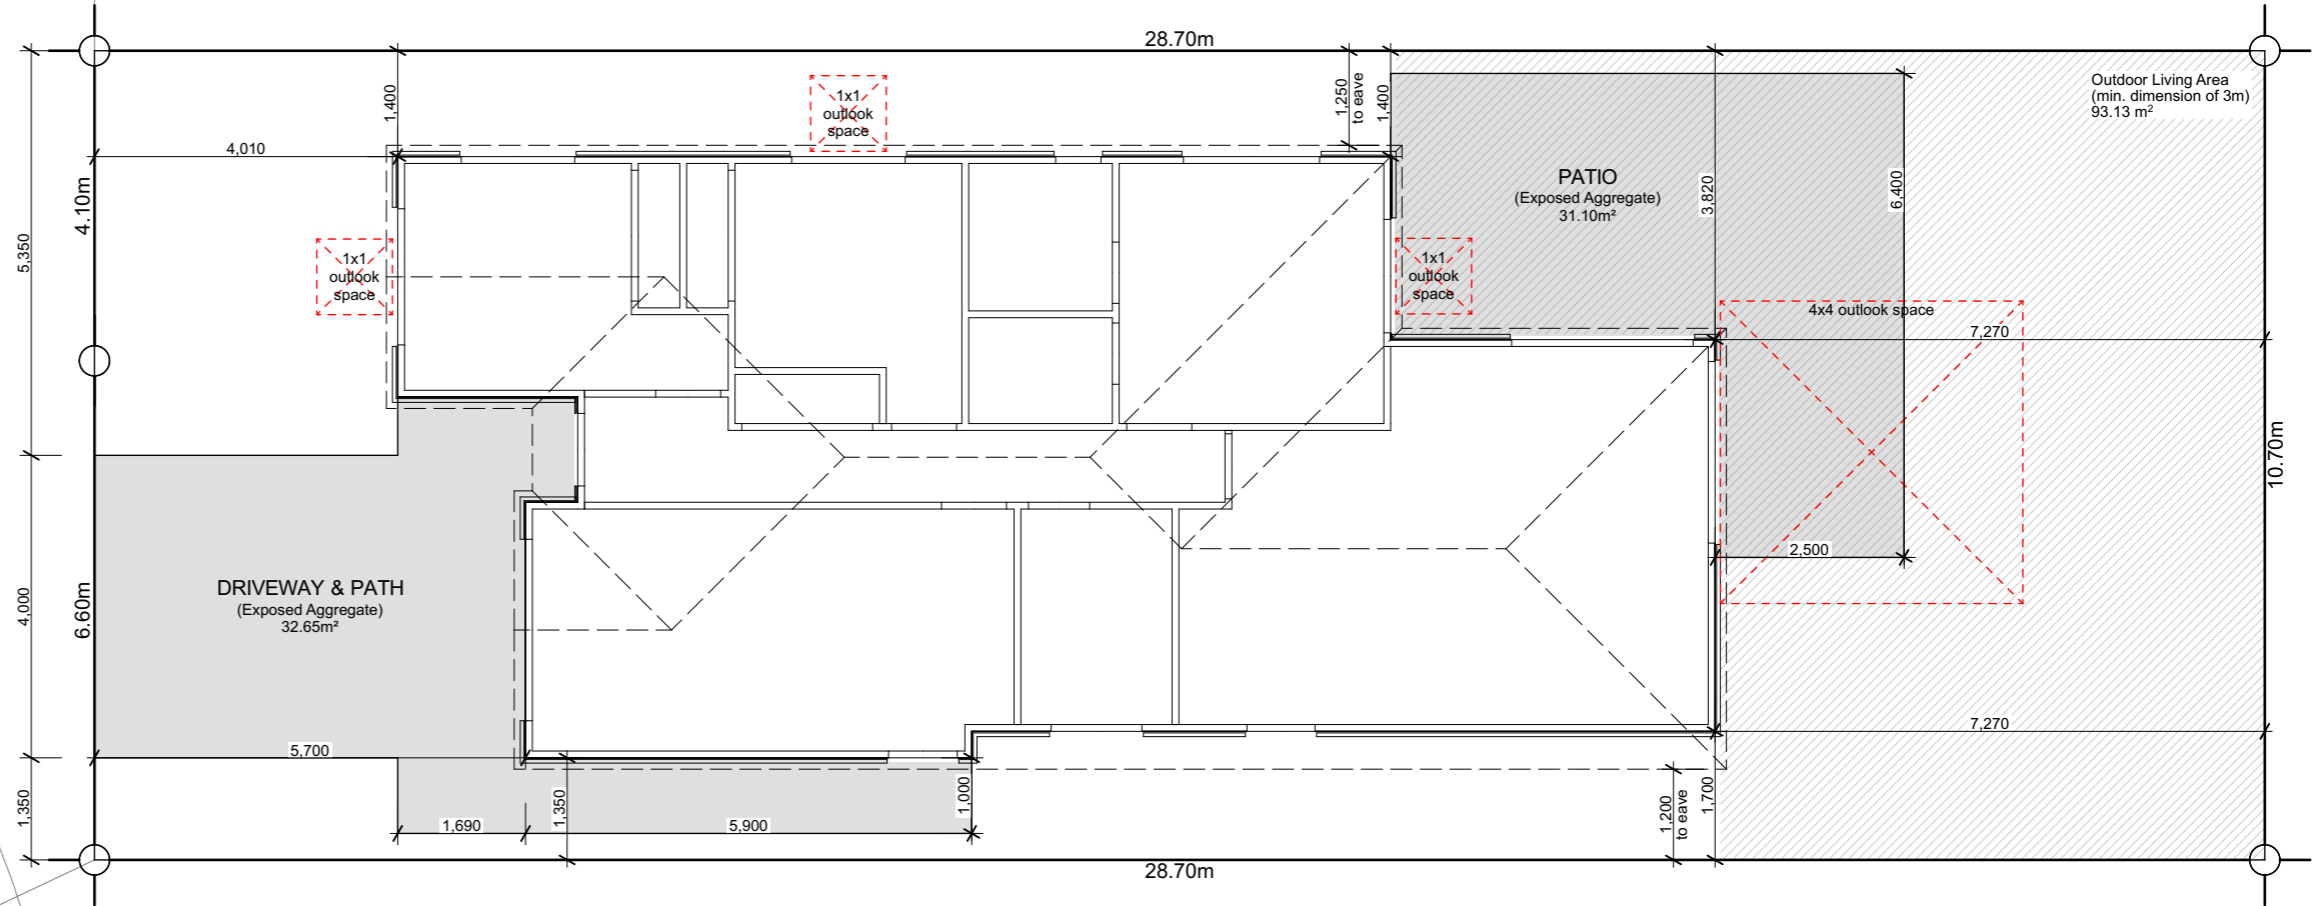 28.70m
1,400
1x1
outlook
space
1,250
to eave
1,400
Outdoor Living Area
(min. dimension of 3m)
93.13 m²
4,010
4.10m
5,350
PATIO
(Exposed Aggregate)
31.10m²
3,820
6,400
1x1
outlook
space
1x1
outlook
space
4x4 outlook space
7,270
10.70m
2,500
DRIVEWAY & PATH
(Exposed Aggregate)
32.65m²
4,000
6.60m
5,700
7,270
1,350
1,690
1,350
5,900
1,000
1,200
to eave
1,700
28.70m